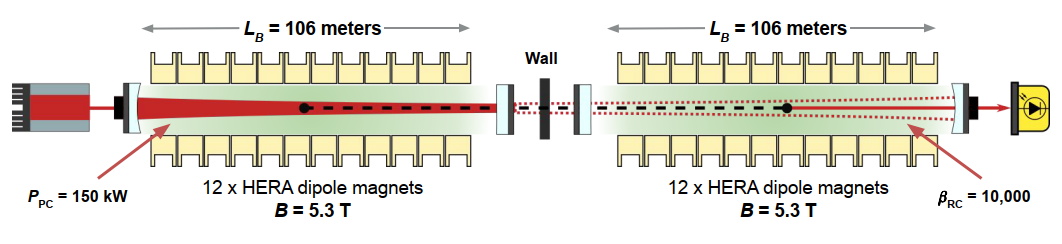 L_B = 106 meters
L_B = 106 meters
Wall
P_PC = 150 kW
12 x HERA dipole magnets
B = 5.3 T
12 x HERA dipole magnets
B = 5.3 T
β_RC = 10,000